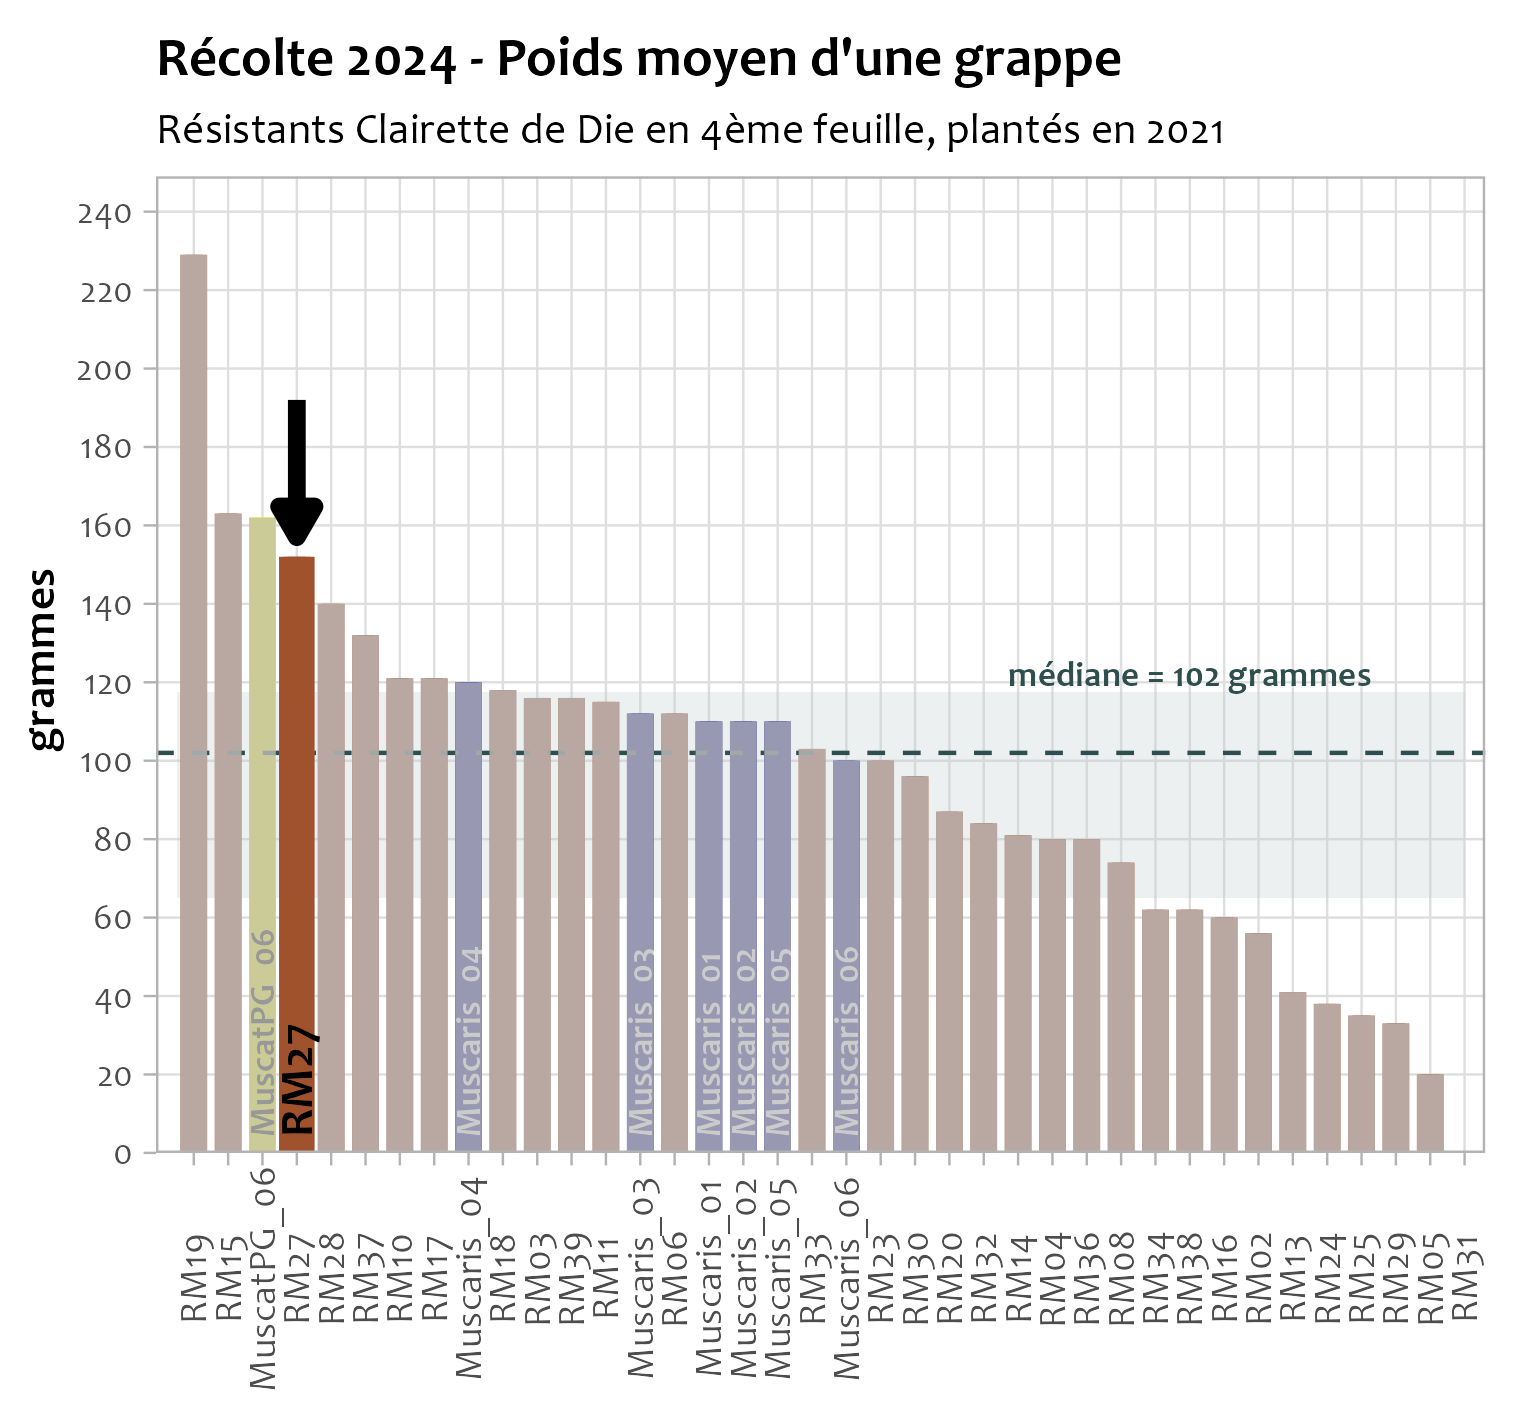 Récolte 2024 - Poids moyen d'une grappe
Résistants Clairette de Die en 4ème feuille, plantés en 2021
grammes
240
220
200
180
160
140
120
100
80
60
40
20
0
médiane = 102 grammes
MuscatPG_06
RM27
Muscaris_04
Muscaris_03
Muscaris_01
Muscaris_02
Muscaris_05
Muscaris_06
RM19
RM15
MuscatPG_06
RM27
RM28
RM37
RM10
RM17
Muscaris_04
RM18
RM03
RM39
RM11
Muscaris_03
RM06
Muscaris_01
Muscaris_02
Muscaris_05
RM33
Muscaris_06
RM23
RM30
RM20
RM32
RM14
RM04
RM36
RM08
RM34
RM38
RM16
RM02
RM13
RM24
RM25
RM29
RM05
RM31